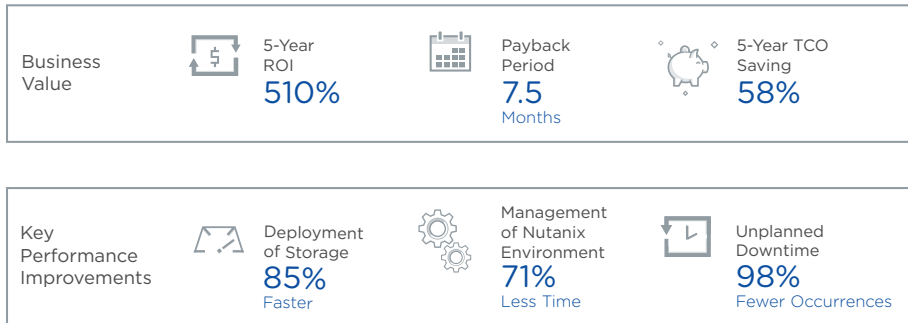 Business
Value
$
5-Year
ROI
510%
Payback
Period
7.5
Months
5-Year TCO
Saving
58%
Key
Performance
Improvements
Deployment
of Storage
85%
Faster
Management
of Nutanix
Environment
71%
Less Time
Unplanned
Downtime
98%
Fewer Occurrences